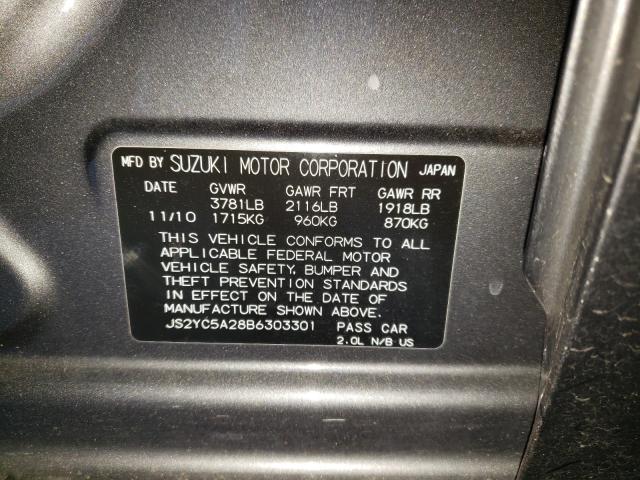 MFD BY SUZUKI MOTOR CORPORATION JAPAN
DATE GVWR GAWR FRT GAWR RR
3781LB 2116LB 1918LB
11/10 1715KG 960KG 870KG
THIS VEHICLE CONFORMS TO ALL
APPLICABLE FEDERAL MOTOR
VEHICLE SAFETY, BUMPER AND
THEFT PREVENTION STANDARDS
IN EFFECT ON THE DATE OF
MANUFACTURE SHOWN ABOVE.
JS2YC5A28B6303301 PASS CAR
2.0L N/B US